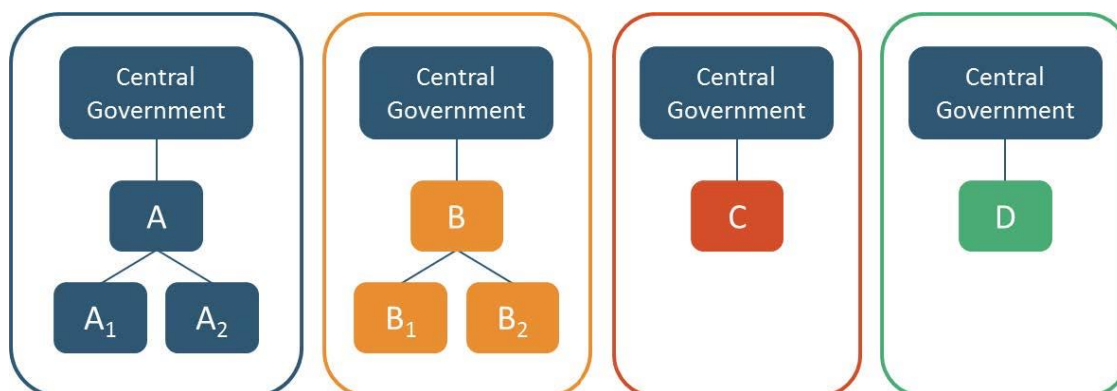 Central
Government
A
A₁
A₂
Central
Government
B
B₁
B₂
Central
Government
C
Central
Government
D